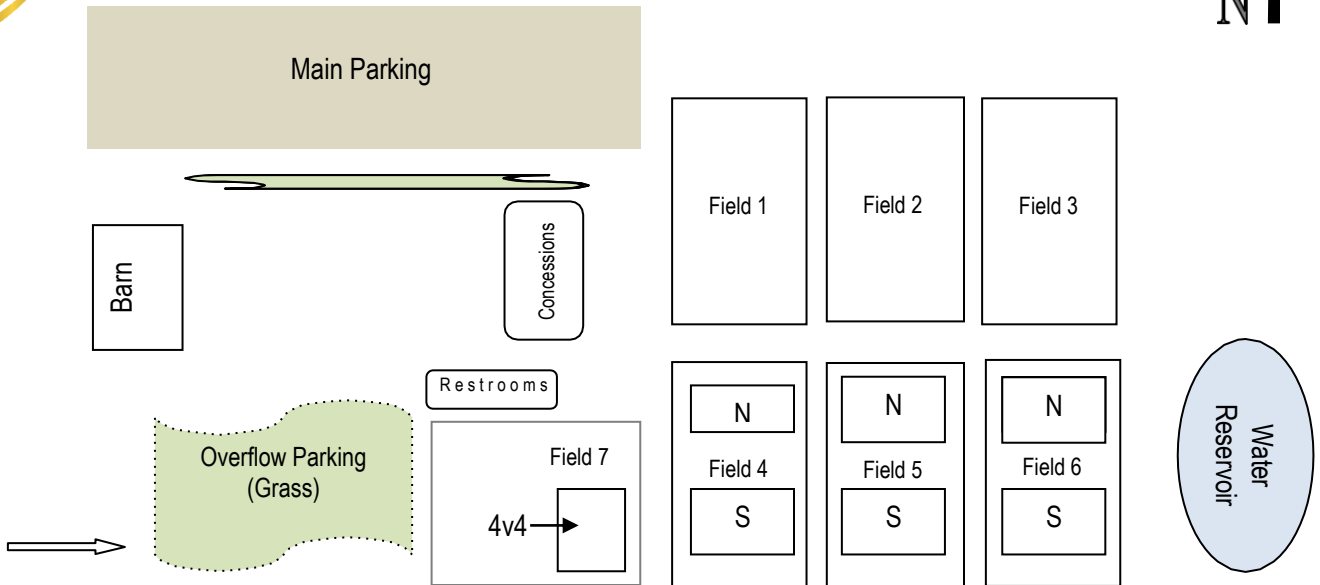 N
Main Parking
Field 1
Field 2
Field 3
Concessions
Barn
Restrooms
N
N
N
Water
Reservoir
Overflow Parking
(Grass)
Field 7
Field 4
Field 5
Field 6
4v4
S
S
S